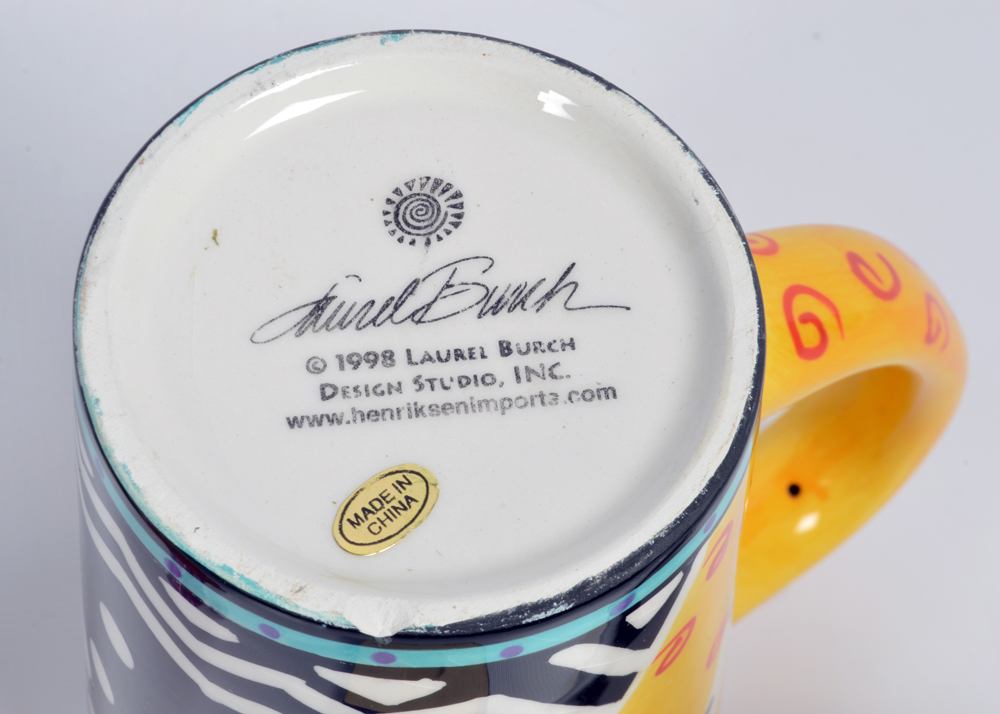 Laurel Burch
© 1998 LAUREL BURCH
DESIGN STUDIO, INC.
www.henriksenimports.com
MADE IN
CHINA